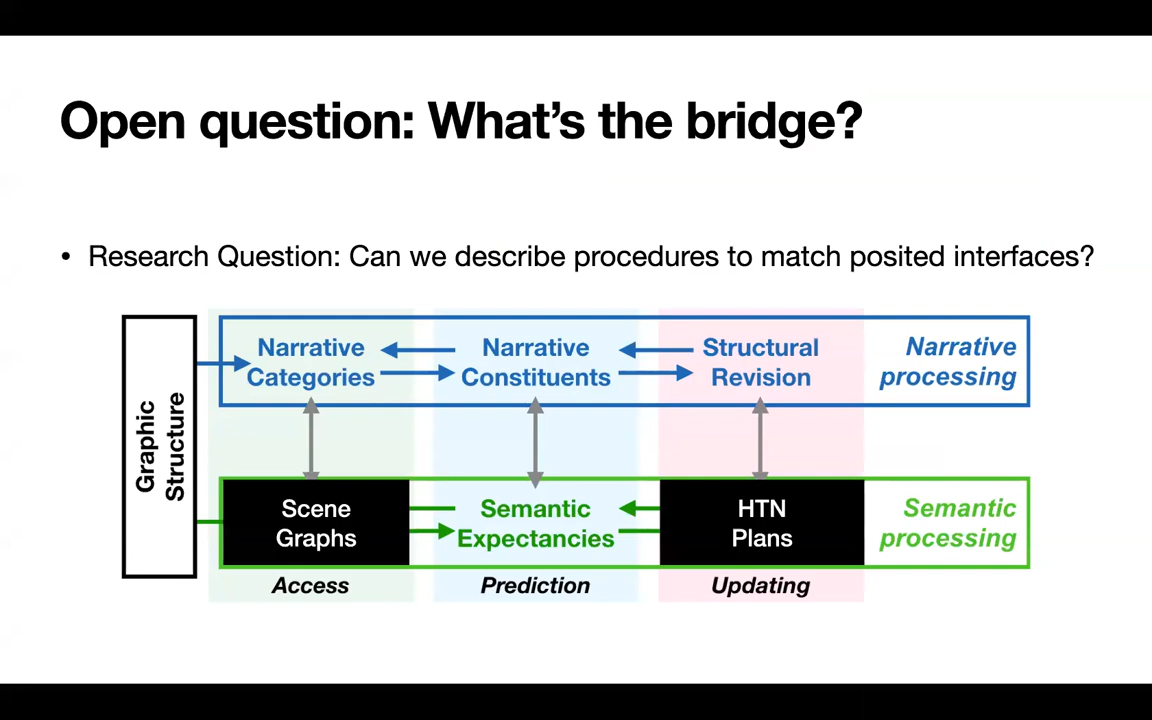 Open question: What's the bridge?
• Research Question: Can we describe procedures to match posited interfaces?
Graphic
Structure
Narrative
Categories
Narrative
Constituents
Structural
Revision
Narrative
processing
Scene
Graphs
Semantic
Expectancies
HTN
Plans
Semantic
processing
Access
Prediction
Updating